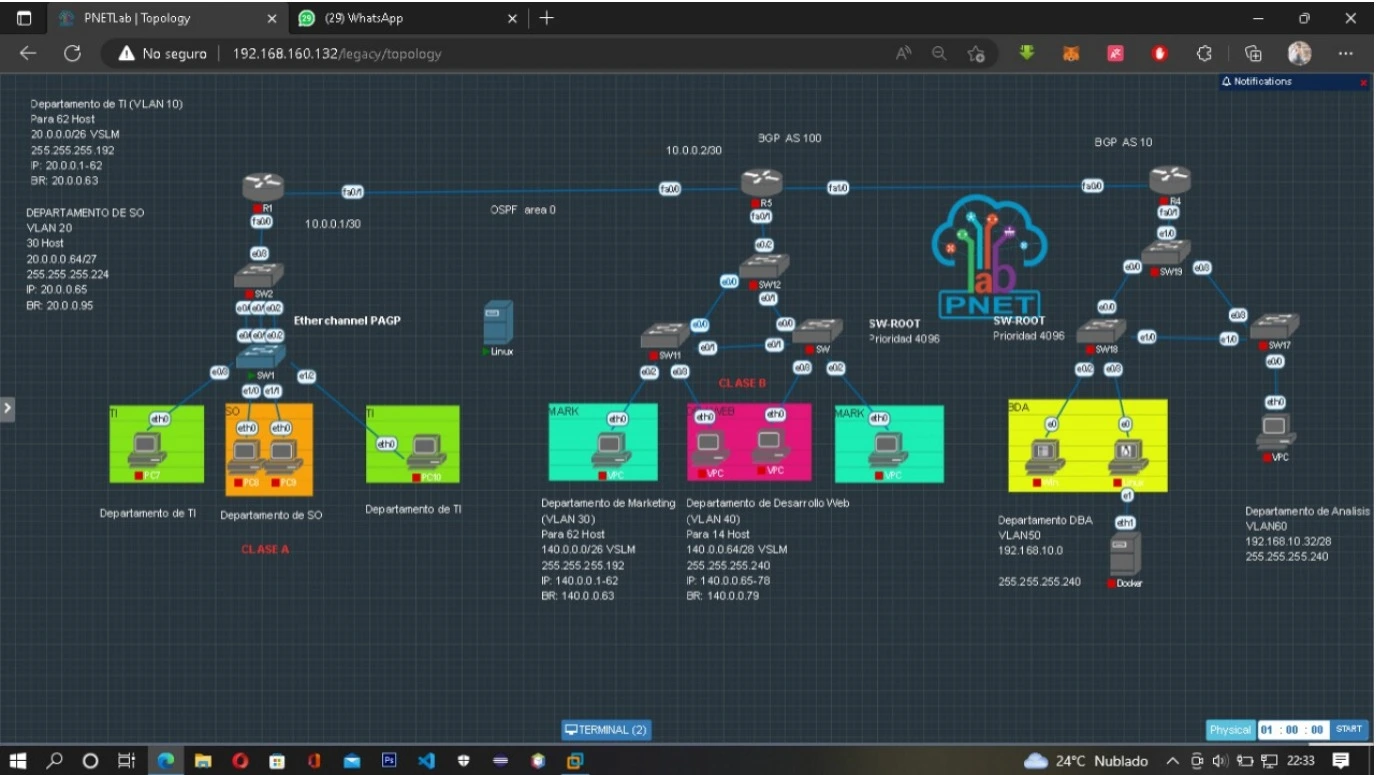 PNETLab | Topology
29
(29) WhatsApp
No seguro
192.168.160.132/legacy/topology
Notifications
Departamento de TI (VLAN 10)
Para 62 Host
20.0.0.0/26 VSLM
255.255.255.192
IP: 20.0.0.1-62
BR: 20.0.0.63
DEPARTAMENTO DE SO
VLAN 20
30 Host
20.0.0.64/27
255.255.255.224
IP: 20.0.0.65
BR: 20.0.0.95
R1
fa0/1
fa0/0
10.0.0.1/30
e0/3
SW2
e0/2
Etherchannel PAGP
e0/2
SW1
e0/3
e1/0
e1/1
e1/2
OSPF area 0
Linux
10.0.0.2/30
BGP AS 100
fa0/0
R5
fa1/0
fa0/1
e0/2
SW12
e0/0
e0/1
e0/0
e0/0
SW11
e0/1
e0/1
SW
e0/2
e0/3
e0/3
e0/2
CLASE B
SW-ROOT
Prioridad 4096
lab
PNET
BGP AS 10
fa0/0
R4
fa0/1
e1/0
SW19
e0/0
e0/3
SW-ROOT
Prioridad 4096
e0/0
SW18
e1/0
e1/0
e0/3
SW17
e0/2
e0/3
e0/0
TI
eth0
PC7
SO
eth0
eth0
PC8
PC9
TI
eth0
PC10
Departamento de TI
Departamento de SO
Departamento de TI
CLASE A
MARK
eth0
VPC
eth0
eth0
VPC
VPC
MARK
eth0
VPC
Departamento de Marketing
(VLAN 30)
Para 62 Host
140.0.0.0/26 VSLM
255.255.255.192
IP: 140.0.0.1-62
BR: 140.0.0.63
Departamento de Desarrollo Web
(VLAN 40)
Para 14 Host
140.0.0.64/28 VSLM
255.255.255.240
IP: 140.0.0.65-78
BR: 140.0.0.79
BDA
e0
e0
Win
Linux
e1
eth1
Docker
Departamento DBA
VLAN50
192.168.10.0
255.255.255.240
eth0
VPC
Departamento de Analisis
VLAN60
192.168.10.32/28
255.255.255.240
TERMINAL (2)
Physical
01 : 00 : 00
START
Ps
24°C Nublado
22:33